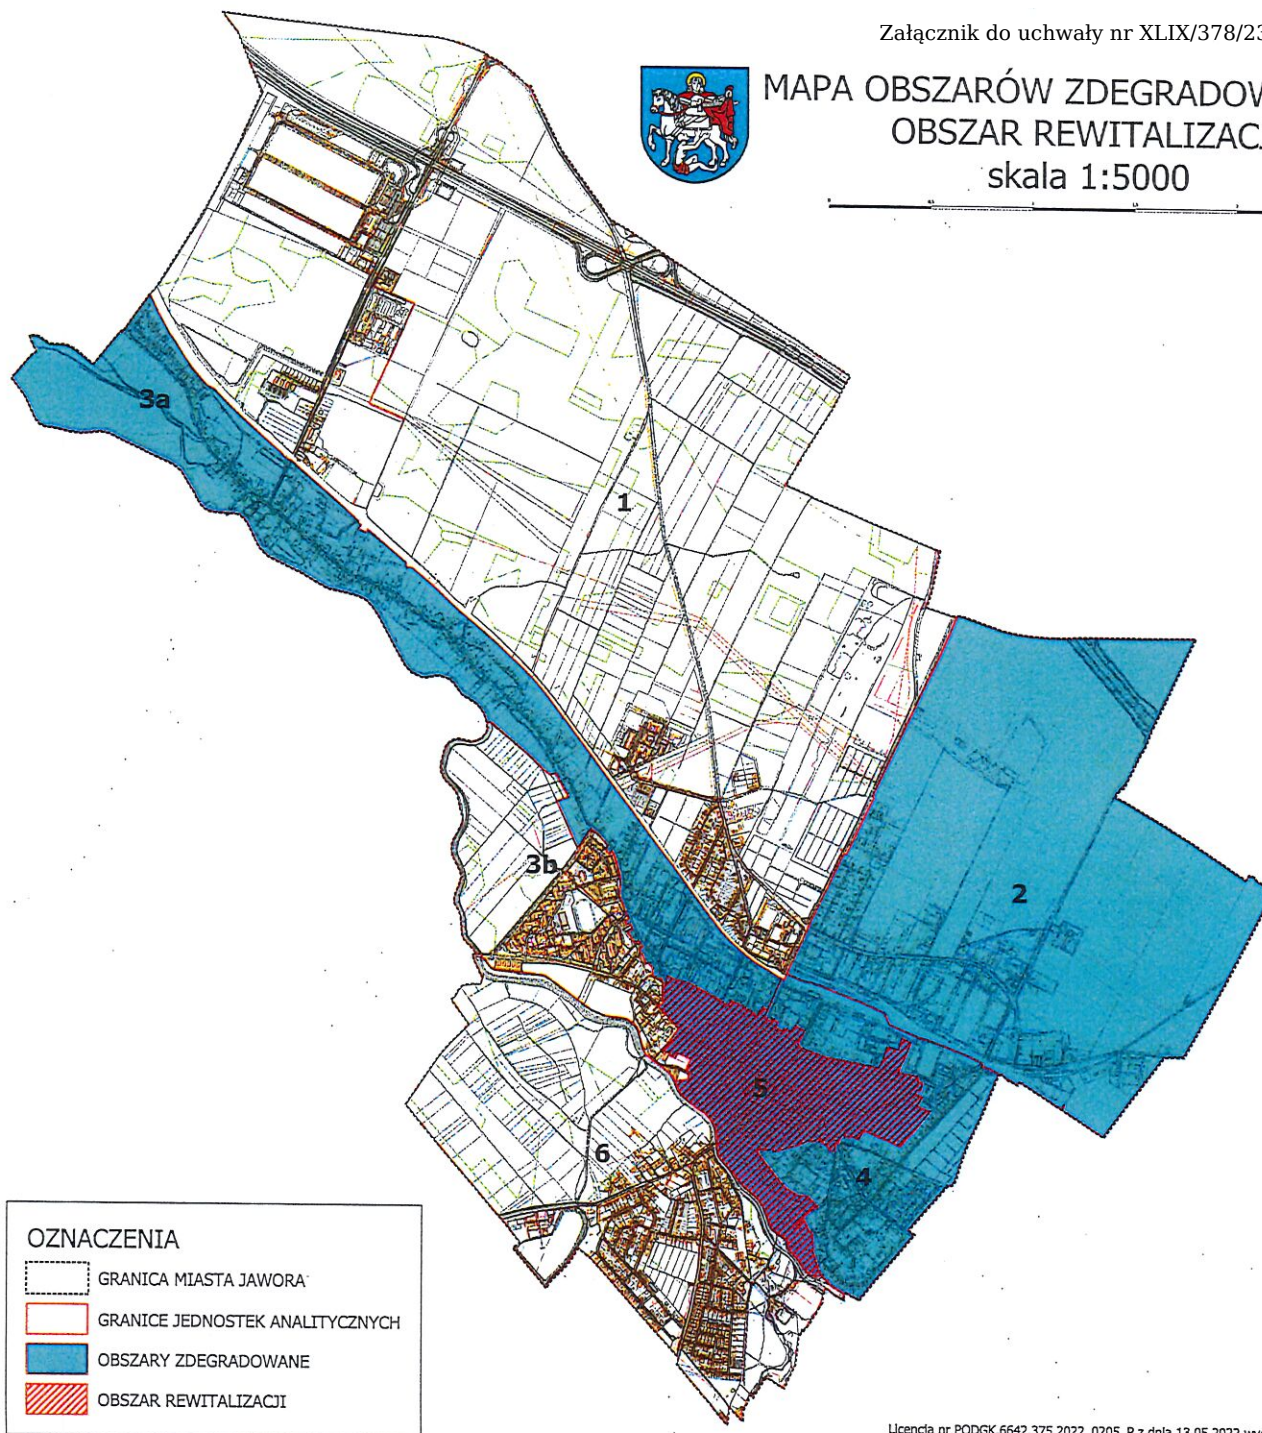 Załącznik do uchwały nr XLIX/378/23
MAPA OBSZARÓW
OBSZAR
skala 1:5000
3a
1
2
3b
5
4
6
OZNACZENIA
GRANICA MIASTA JAWORA
GRANICE JEDNOSTEK ANALITYCZNYCH
OBSZARY ZDEGRADOWANE
OBSZAR REWITALIZACJI
Licencja nr PODGK.6642.375.2022_0205_P z dnia 13.05.2022